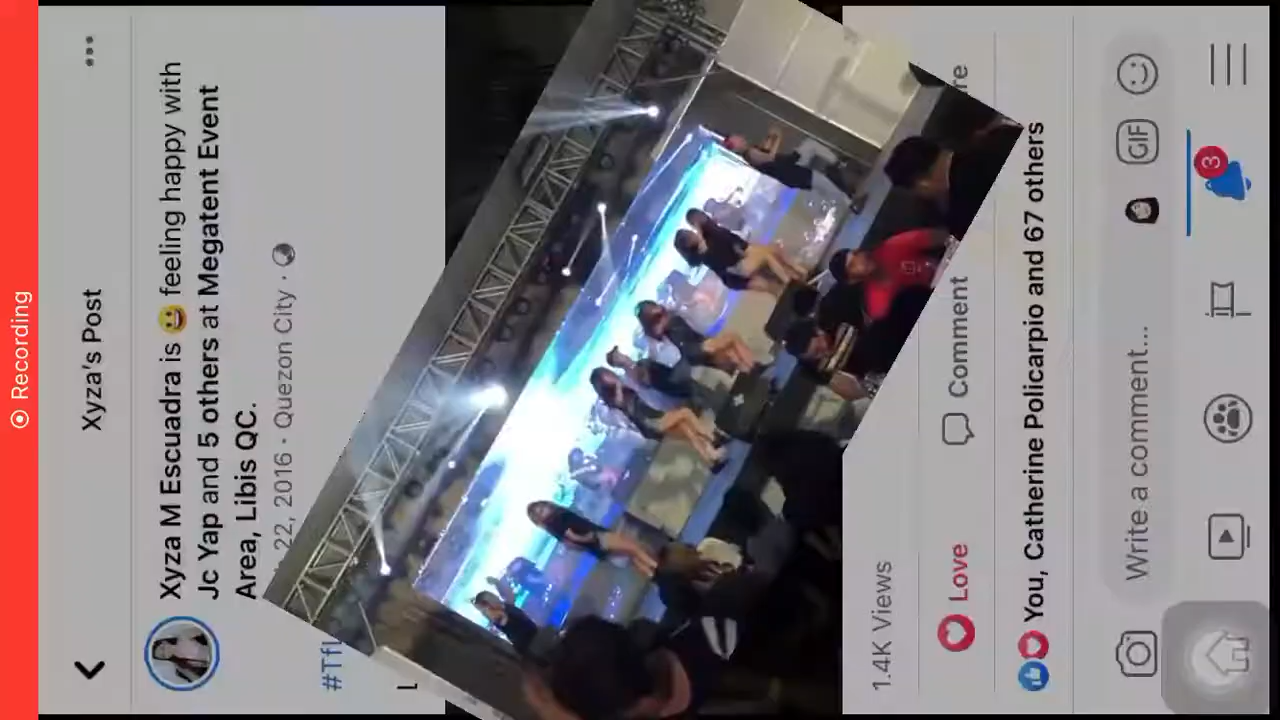 Recording
Xyza's Post
Xyza M Escuadra is 😀 feeling happy with
Jc Yap and 5 others at Megatent Event
Area, Libis QC.
22, 2016 · Quezon City ·
1.4K Views
Love Comment
You, Catherine Policarpio and 67 others
Write a comment... GIF
3